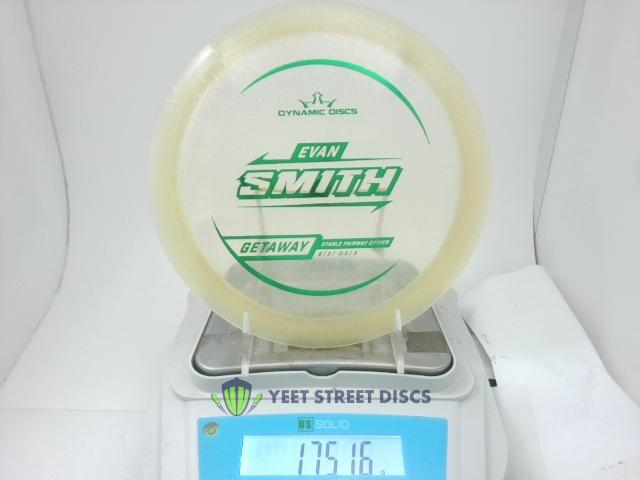 DYNAMIC DISCS
EVAN
SMITH
GETAWAY
STABLE FAIRWAY DRIVER
YEET STREET DISCS
US SOLID
175.16 g